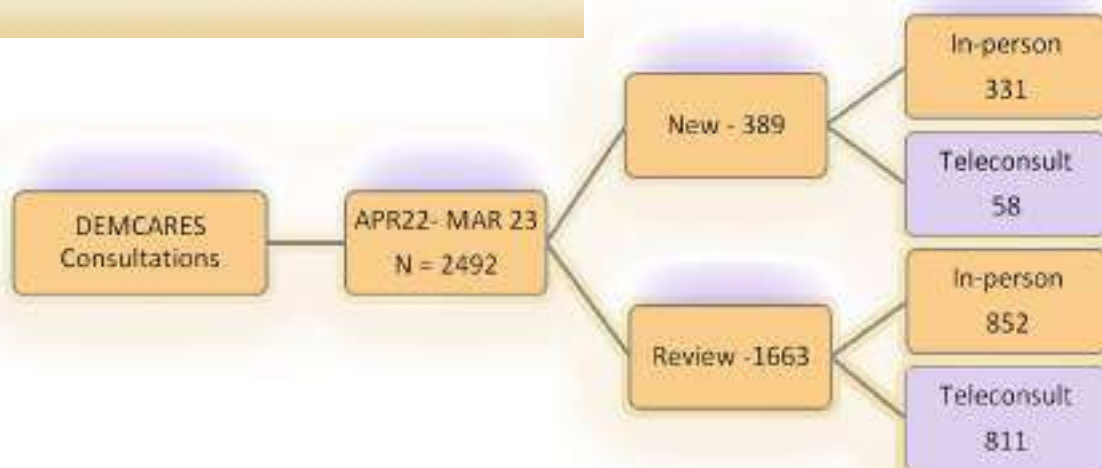 DEMCARES
Consultations
APR22- MAR 23
N = 2492
New - 389
In-person
331
Teleconsult
58
Review -1663
In-person
852
Teleconsult
811